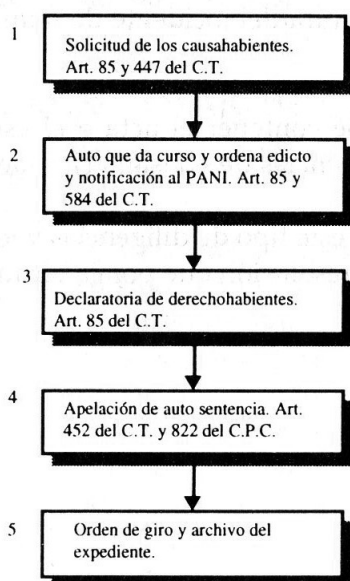 1
Solicitud de los causahabientes.
Art. 85 y 447 del C.T.
2
Auto que da curso y ordena edicto
y notificación al PANI. Art. 85 y
584 del C.T.
3
Declaratoria de derechohabientes.
Art. 85 del C.T.
4
Apelación de auto sentencia. Art.
452 del C.T. y 822 del C.P.C.
5
Orden de giro y archivo del
expediente.